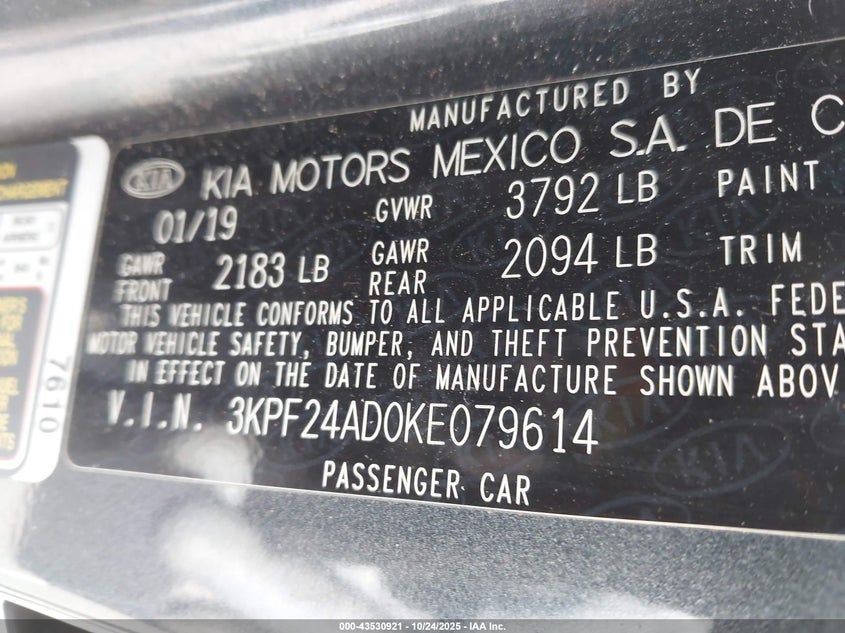 MANUFACTURED BY
KIA KIA MOTORS MEXICO S.A. DE C
01/19 GVWR 3792 LB PAINT
GAWR FRONT 2183 LB GAWR REAR 2094 LB TRIM
THIS VEHICLE CONFORMS TO ALL APPLICABLE U.S.A. FEDE
MOTOR VEHICLE SAFETY, BUMPER, AND THEFT PREVENTION STA
IN EFFECT ON THE DATE OF MANUFACTURE SHOWN ABOV
V.I.N. 3KPF24AD0KE079614
PASSENGER CAR
7610
000-43530921 - 10/24/2025 - IAA Inc.